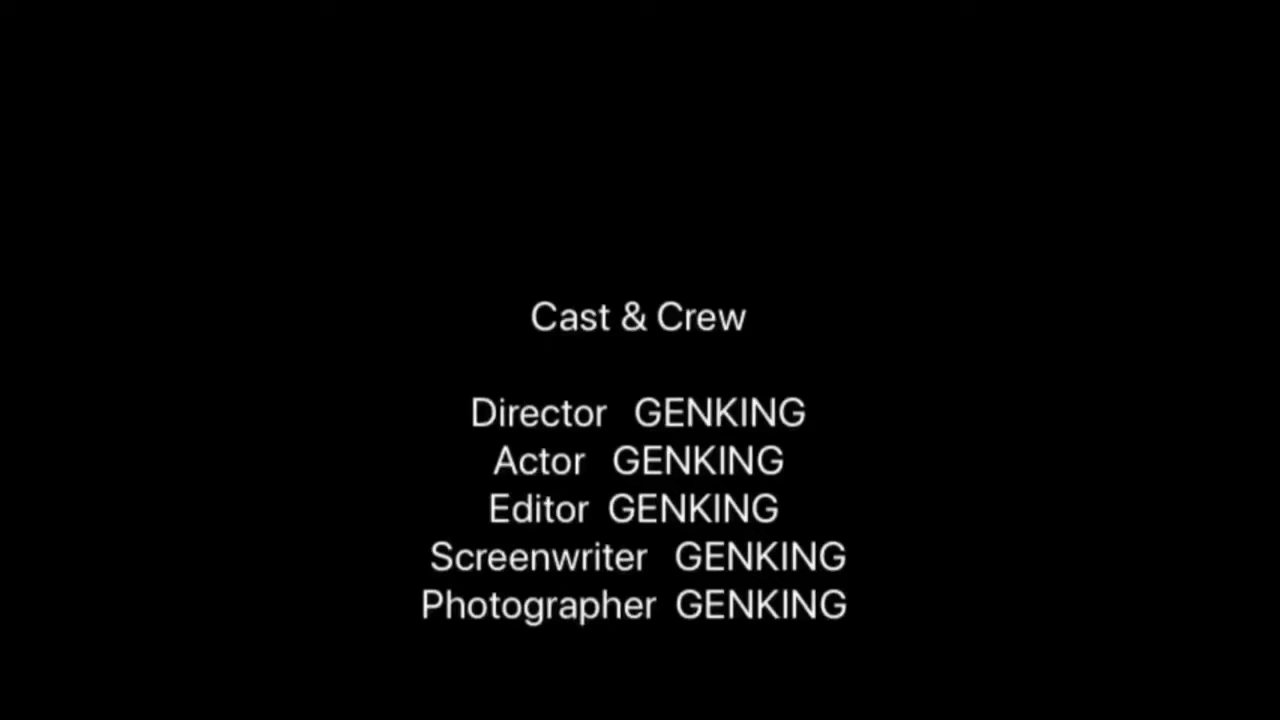 Cast & Crew
Director GENKING
Actor GENKING
Editor GENKING
Screenwriter GENKING
Photographer GENKING